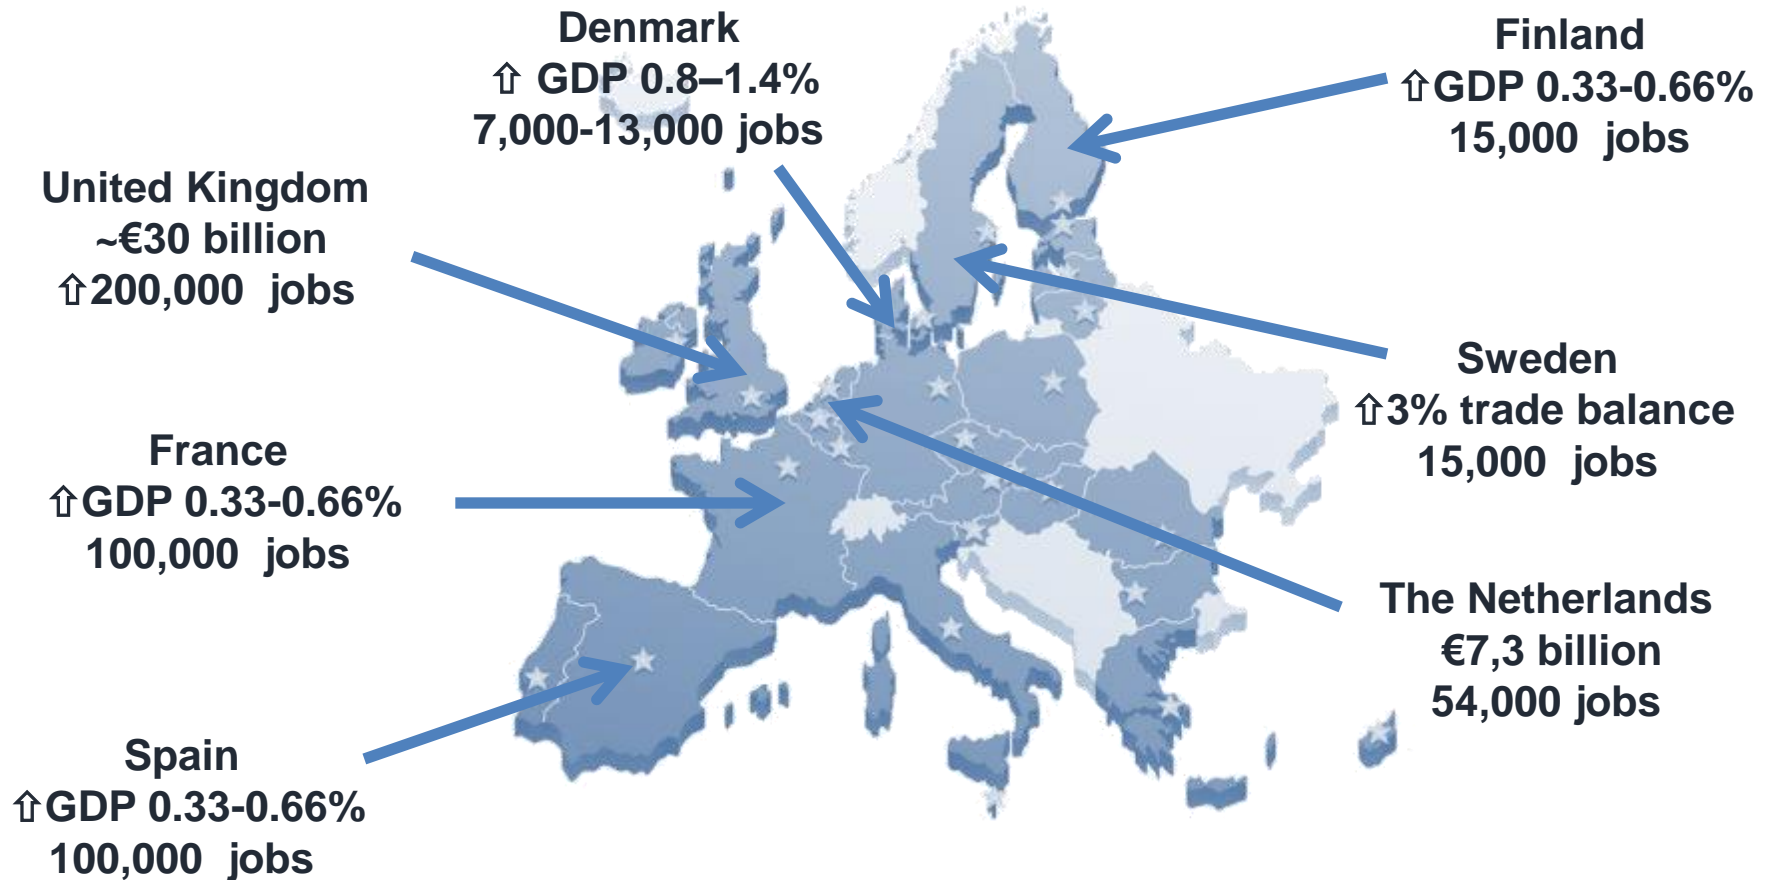 Denmark
⇧ GDP 0.8–1.4%
7,000-13,000 jobs
Finland
⇧GDP 0.33-0.66%
15,000 jobs
United Kingdom
~€30 billion
⇧200,000 jobs
Sweden
⇧3% trade balance
15,000 jobs
France
⇧GDP 0.33-0.66%
100,000 jobs
The Netherlands
€7,3 billion
54,000 jobs
Spain
⇧GDP 0.33-0.66%
100,000 jobs